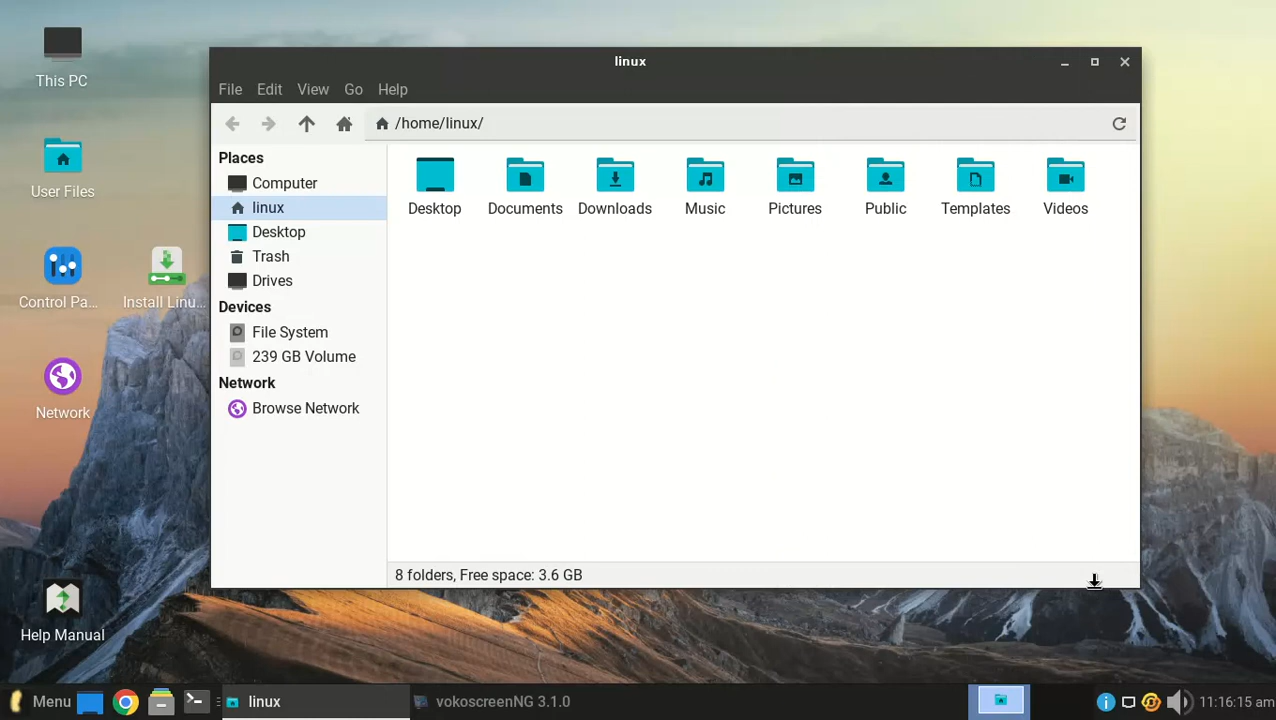 This PC
User Files
Control Pa...
Install Linu...
Network
Help Manual
linux
File Edit View Go Help
/home/linux/
Places
Computer
linux
Desktop
Trash
Drives
Devices
File System
239 GB Volume
Network
Browse Network
Desktop Documents Downloads Music Pictures Public Templates Videos
8 folders, Free space: 3.6 GB
Menu linux vokoscreenNG 3.1.0 11:16:15 am